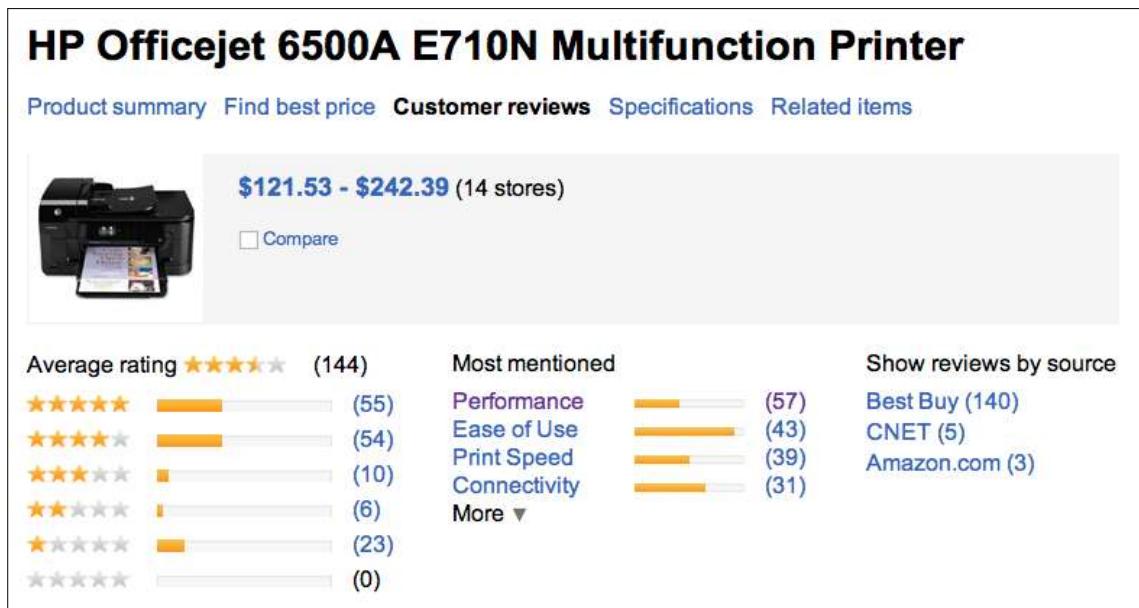 HP Officejet 6500A E710N Multifunction Printer
Product summary Find best price Customer reviews Specifications Related items
$121.53 - $242.39 (14 stores)
Compare
Average rating (144)
(55)
(54)
(10)
(6)
(23)
(0)
Most mentioned
Performance (57)
Ease of Use (43)
Print Speed (39)
Connectivity (31)
More ▼
Show reviews by source
Best Buy (140)
CNET (5)
Amazon.com (3)